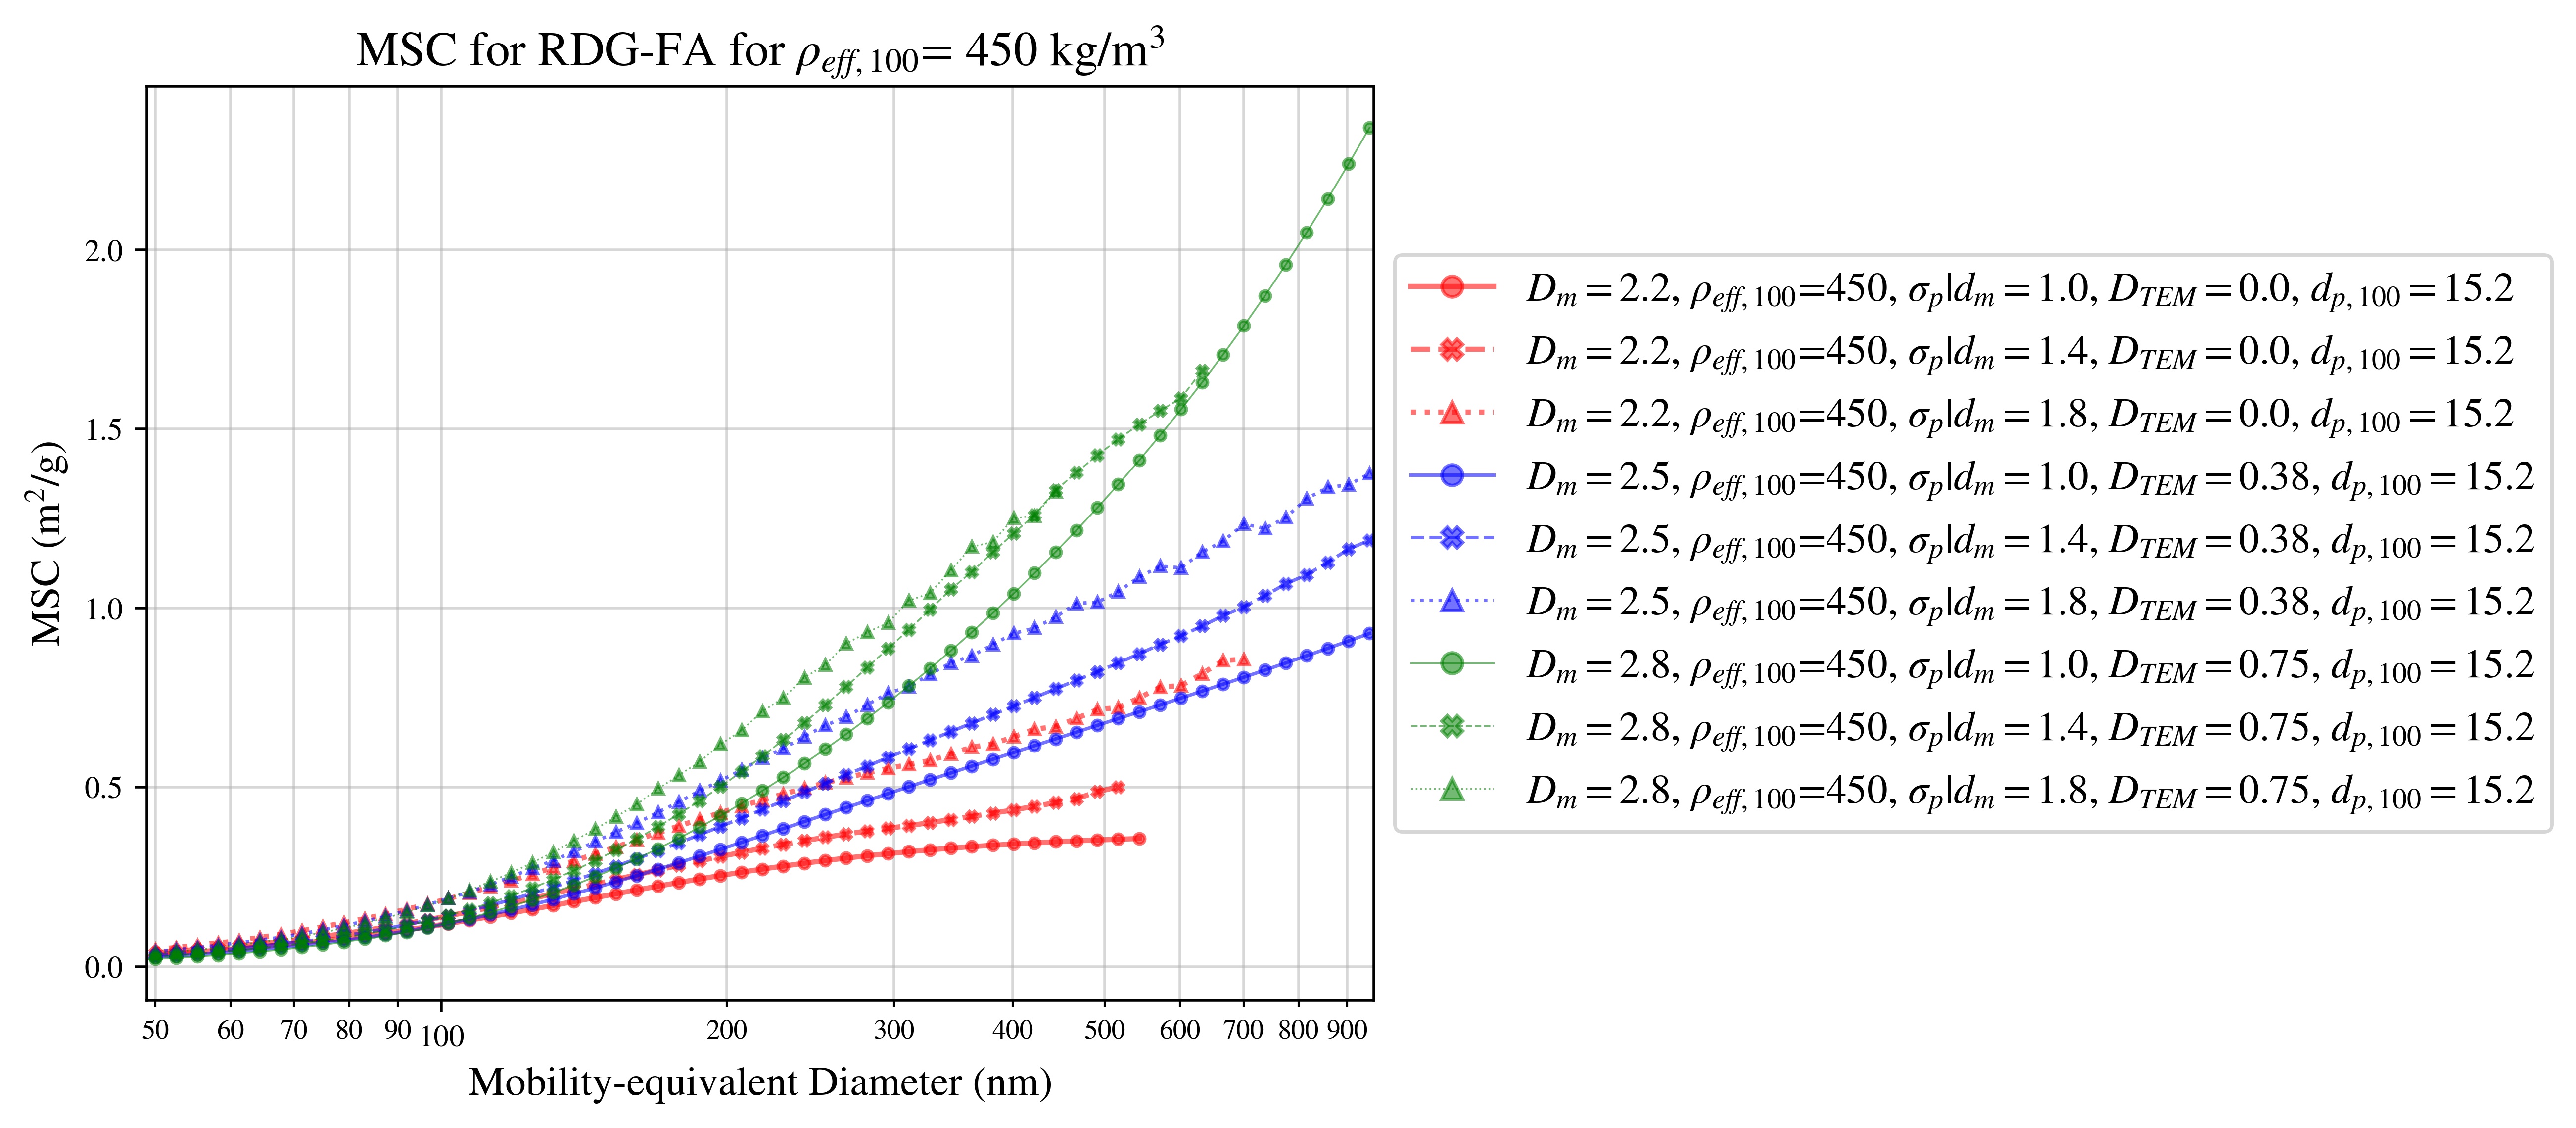 MSC for RDG-FA for ρeff,100= 450 kg/m³
MSC (m²/g)
2.0
1.5
1.0
0.5
0.0
50 60 70 80 90 100 200 300 400 500 600 700 800 900
Mobility-equivalent Diameter (nm)
Dm = 2.2, ρeff,100=450, σp|dm = 1.0, DTEM = 0.0, dp,100 = 15.2
Dm = 2.2, ρeff,100=450, σp|dm = 1.4, DTEM = 0.0, dp,100 = 15.2
Dm = 2.2, ρeff,100=450, σp|dm = 1.8, DTEM = 0.0, dp,100 = 15.2
Dm = 2.5, ρeff,100=450, σp|dm = 1.0, DTEM = 0.38, dp,100 = 15.2
Dm = 2.5, ρeff,100=450, σp|dm = 1.4, DTEM = 0.38, dp,100 = 15.2
Dm = 2.5, ρeff,100=450, σp|dm = 1.8, DTEM = 0.38, dp,100 = 15.2
Dm = 2.8, ρeff,100=450, σp|dm = 1.0, DTEM = 0.75, dp,100 = 15.2
Dm = 2.8, ρeff,100=450, σp|dm = 1.4, DTEM = 0.75, dp,100 = 15.2
Dm = 2.8, ρeff,100=450, σp|dm = 1.8, DTEM = 0.75, dp,100 = 15.2